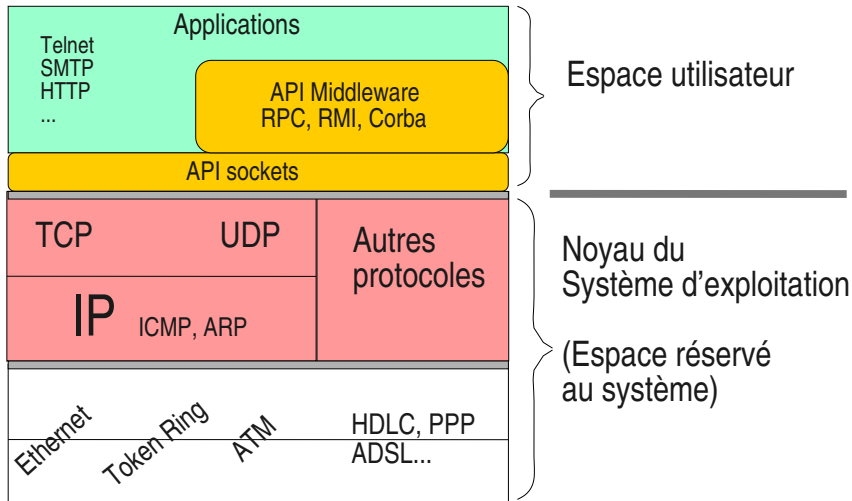 Applications
Telnet
SMTP
HTTP
...
API Middleware
RPC, RMI, Corba
API sockets
Espace utilisateur
TCP
UDP
Autres
protocoles
IP
ICMP, ARP
Noyau du
Système d'exploitation
(Espace réservé
au système)
Ethernet
Token Ring
ATM
HDLC, PPP
ADSL...